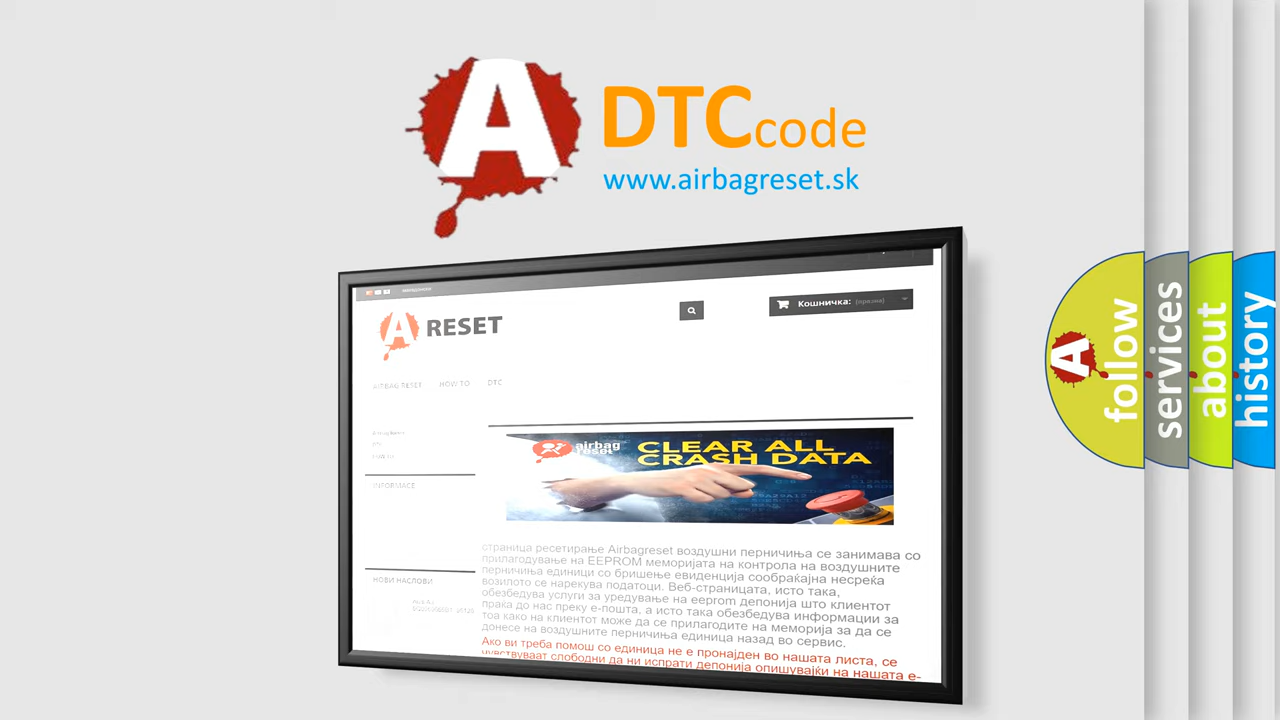 A
DTCcode
www.airbagreset.sk
A RESET
Кошничка: (празна)
AIRBAG RESET HOW TO DTC
INFORMACE
НОВИ НАСЛОВИ
airbag
reset
CLEAR ALL
CRASH DATA
страница ресетирање Airbagreset воздушни перничиња се занимава со
прилагодување на EEPROM меморијата на контрола на воздушните
перничиња единици со бришење евиденција сообраќајна несреќа
возилото се нарекува податоци. Веб-страницата, исто така,
обезбедува услуги за уредување на eeprom депонија што клиентот
праќа до нас преку е-пошта, а исто така обезбедува информации за
тоа како на клиентот може да се прилагодите на меморија за да се
донесе на воздушните перничиња единица назад во сервис.
Ако ви треба помош со единица не е пронајден во нашата листа, се
чувствуваат слободни да ни испрати депонија опишувајќи на нашата е-
A
follow
services
about
history